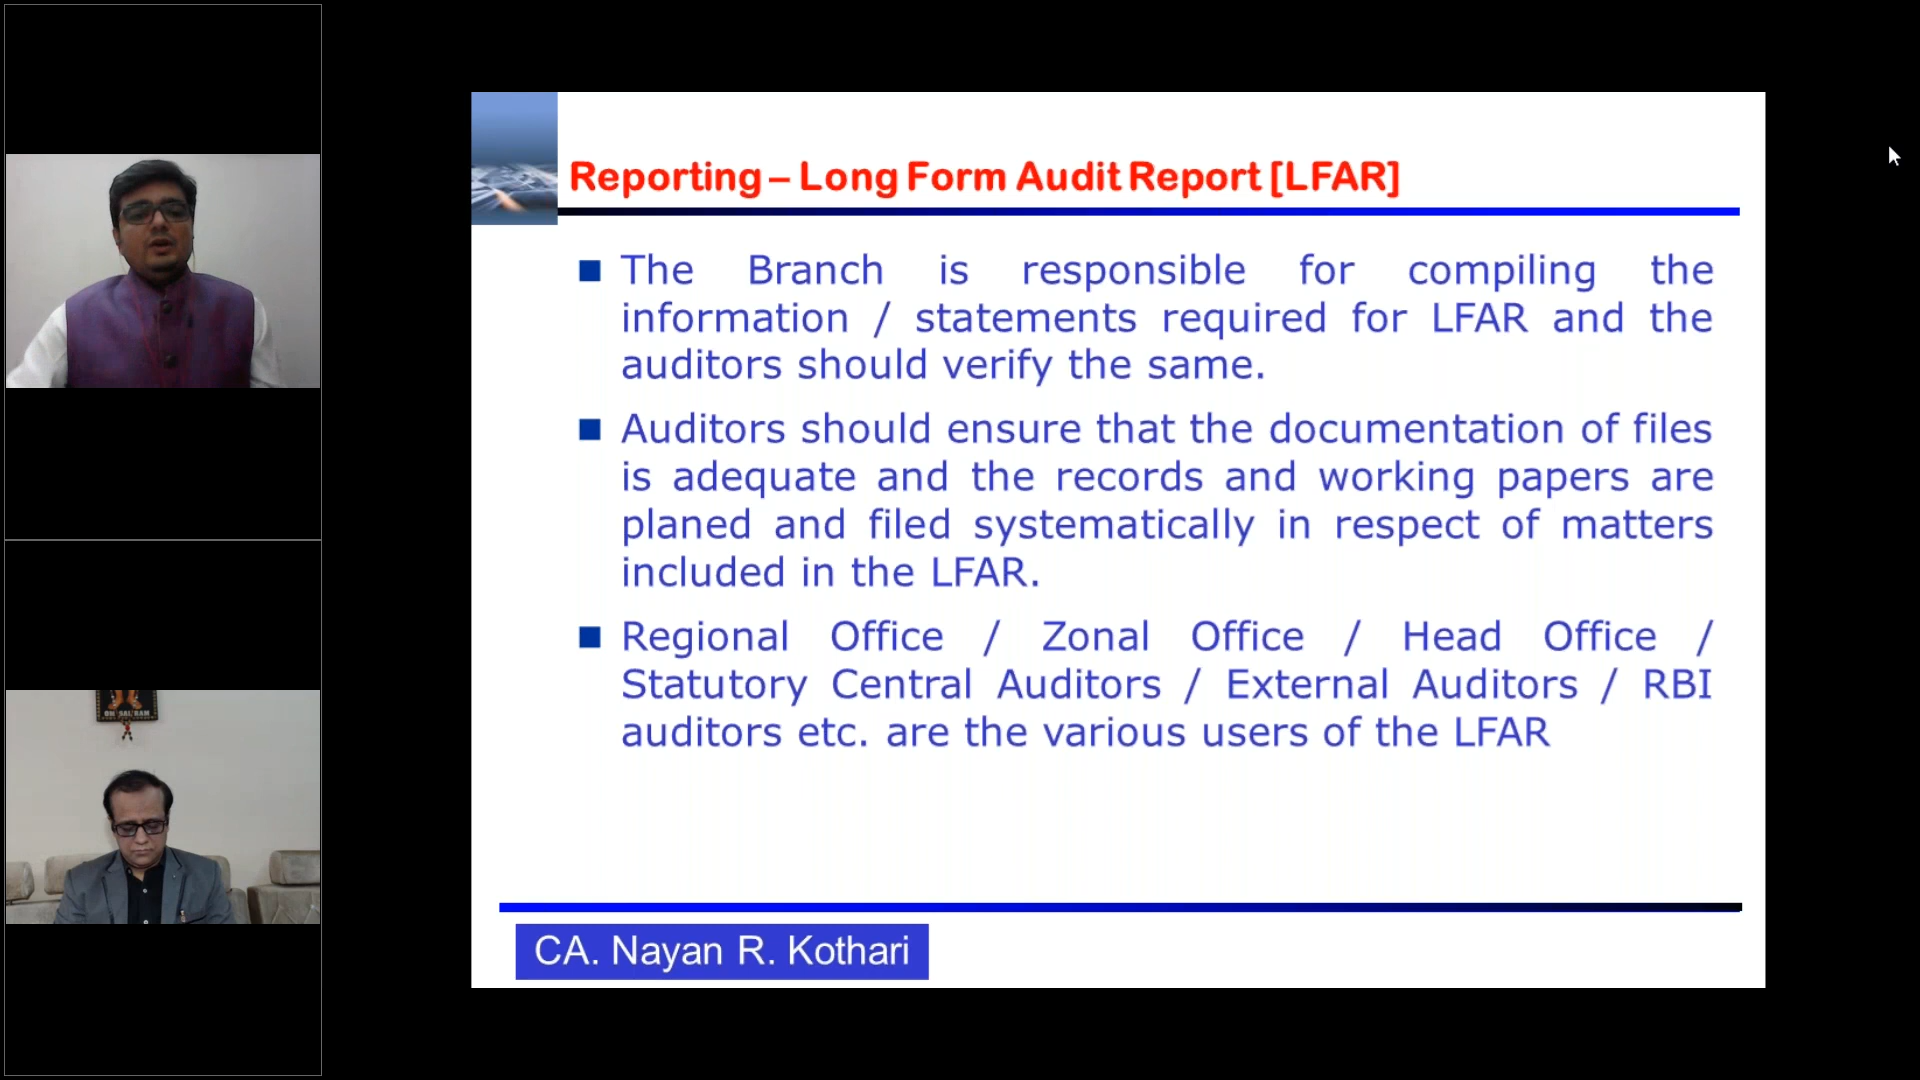 Reporting – Long Form Audit Report [LFAR]
The Branch is responsible for compiling the
information / statements required for LFAR and the
auditors should verify the same.
Auditors should ensure that the documentation of files
is adequate and the records and working papers are
planed and filed systematically in respect of matters
included in the LFAR.
Regional Office / Zonal Office / Head Office /
Statutory Central Auditors / External Auditors / RBI
auditors etc. are the various users of the LFAR
CA. Nayan R. Kothari
OM SAI RAM